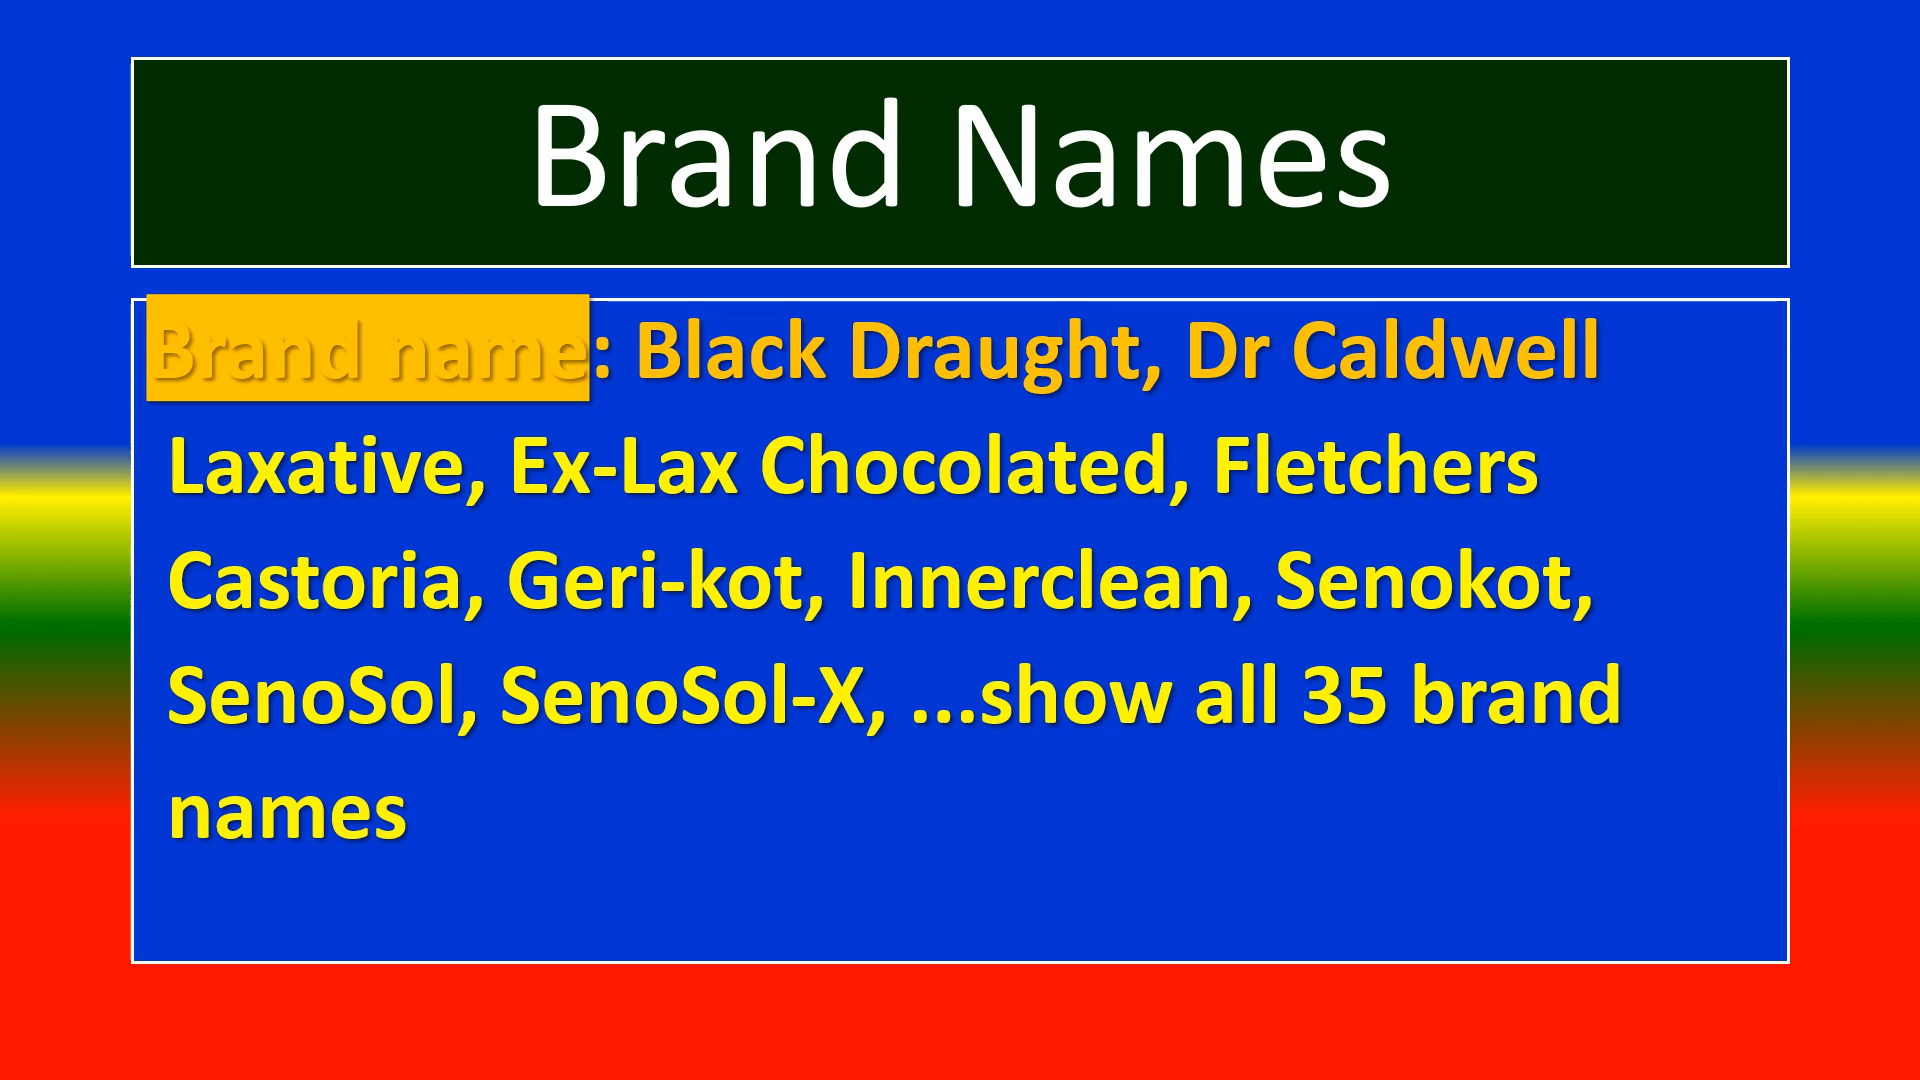 Brand Names
Brand name: Black Draught, Dr Caldwell
Laxative, Ex-Lax Chocolated, Fletchers
Castoria, Geri-kot, Innerclean, Senokot,
SenoSol, SenoSol-X, ...show all 35 brand
names